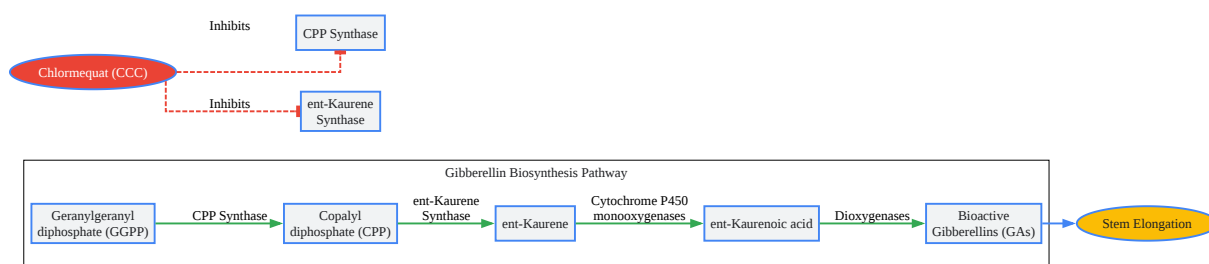 Inhibits
CPP Synthase
Chlormequat (CCC)
Inhibits
ent-Kaurene
Synthase
Gibberellin Biosynthesis Pathway
Geranylgeranyl
diphosphate (GGPP)
CPP Synthase
Copalyl
diphosphate (CPP)
ent-Kaurene
Synthase
ent-Kaurene
Cytochrome P450
monooxygenases
ent-Kaurenoic acid
Dioxygenases
Bioactive
Gibberellins (GAs)
Stem Elongation